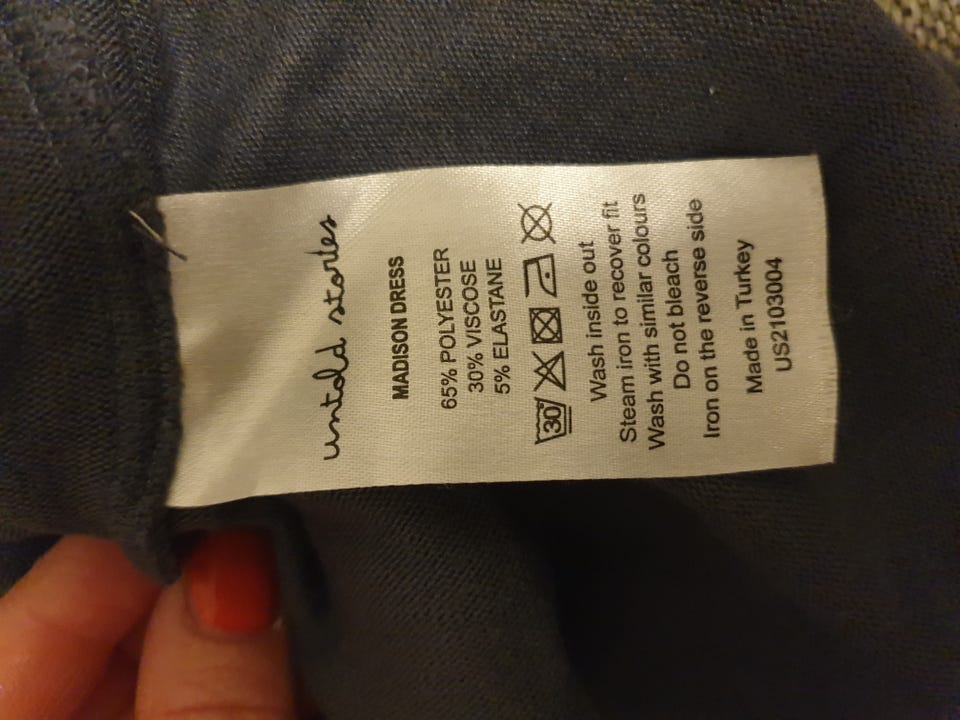 untold stories
MADISON DRESS
65% POLYESTER
30% VISCOSE
5% ELASTANE
30°
Wash inside out
Steam iron to recover fit
Wash with similar colours
Do not bleach
Iron on the reverse side
Made in Turkey
US2103004